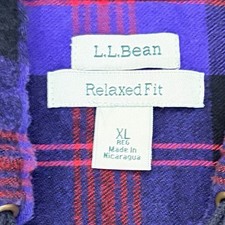 L.L.Bean
Relaxed Fit
XL
REG
Made in
Nicaragua